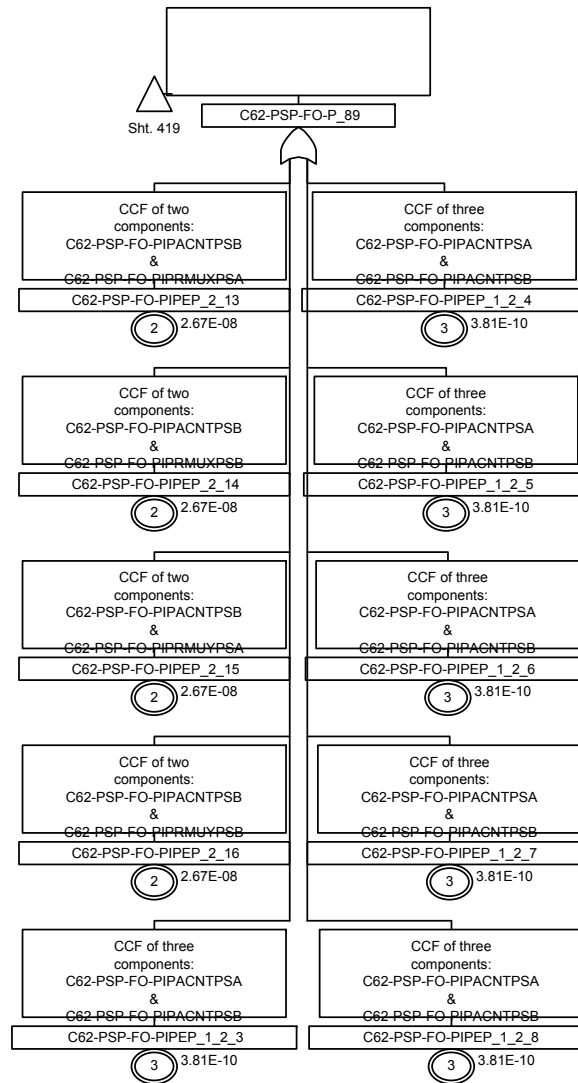 C62-PSP-FO-P_89
Sht. 419
CCF of two
components:
C62-PSP-FO-PIPACNTPSB
&
C62-PSP-FO-PIPRMUXPSA
C62-PSP-FO-PIPEP_2_13
2
2.67E-08
CCF of three
components:
C62-PSP-FO-PIPACNTPSA
&
C62-PSP-FO-PIPACNTPSB
C62-PSP-FO-PIPEP_1_2_4
3
3.81E-10
CCF of two
components:
C62-PSP-FO-PIPACNTPSB
&
C62-PSP-FO-PIPRMUXPSB
C62-PSP-FO-PIPEP_2_14
2
2.67E-08
CCF of three
components:
C62-PSP-FO-PIPACNTPSA
&
C62-PSP-FO-PIPACNTPSB
C62-PSP-FO-PIPEP_1_2_5
3
3.81E-10
CCF of two
components:
C62-PSP-FO-PIPACNTPSB
&
C62-PSP-FO-PIPRMUYPSA
C62-PSP-FO-PIPEP_2_15
2
2.67E-08
CCF of three
components:
C62-PSP-FO-PIPACNTPSA
&
C62-PSP-FO-PIPACNTPSB
C62-PSP-FO-PIPEP_1_2_6
3
3.81E-10
CCF of two
components:
C62-PSP-FO-PIPACNTPSB
&
C62-PSP-FO-PIPRMUYPSB
C62-PSP-FO-PIPEP_2_16
2
2.67E-08
CCF of three
components:
C62-PSP-FO-PIPACNTPSA
&
C62-PSP-FO-PIPACNTPSB
C62-PSP-FO-PIPEP_1_2_7
3
3.81E-10
CCF of three
components:
C62-PSP-FO-PIPACNTPSA
&
C62-PSP-FO-PIPACNTPSB
C62-PSP-FO-PIPEP_1_2_3
3
3.81E-10
CCF of three
components:
C62-PSP-FO-PIPACNTPSA
&
C62-PSP-FO-PIPACNTPSB
C62-PSP-FO-PIPEP_1_2_8
3
3.81E-10